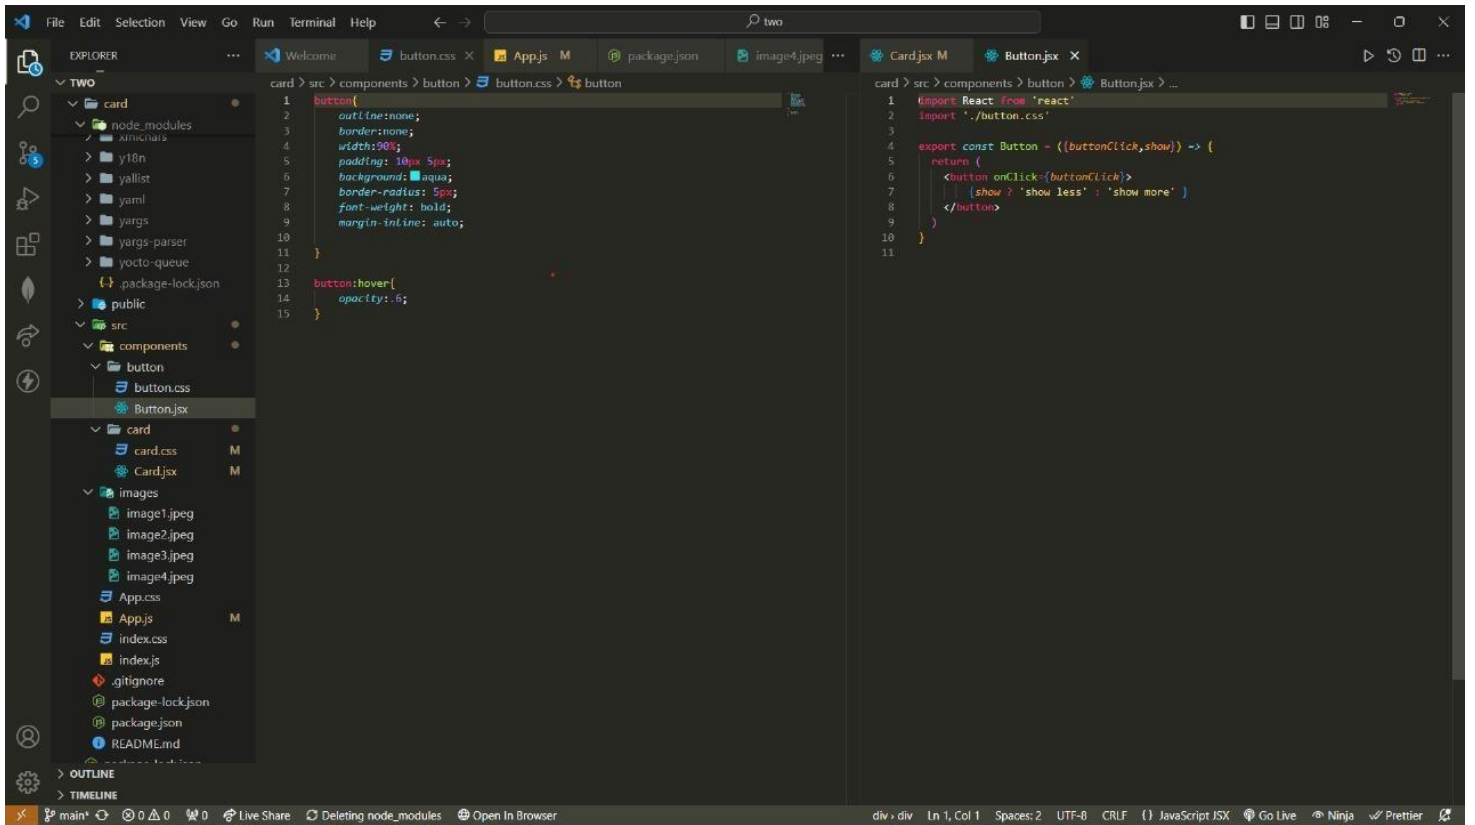 File Edit Selection View Go Run Terminal Help
two
EXPLORER
TWO
card
node_modules
xmlchars
y18n
yallist
yaml
yargs
yargs-parser
yocto-queue
.package-lock.json
public
src
components
button
button.css
Button.jsx
card
card.css M
Card.jsx M
images
image1.jpeg
image2.jpeg
image3.jpeg
image4.jpeg
App.css
App.js M
index.css
index.js
.gitignore
package-lock.json
package.json
README.md
OUTLINE
TIMELINE
Welcome button.css App.js M package.json image4.jpeg
card > src > components > button > button.css > button
1 button{
2 outline:none;
3 border:none;
4 width:90%;
5 padding: 10px 5px;
6 background: aqua;
7 border-radius: 5px;
8 font-weight: bold;
9 margin-inline: auto;
10
11 }
12
13 button:hover{
14 opacity:.6;
15 }
Card.jsx M Button.jsx
card > src > components > button > Button.jsx > ...
1 import React from 'react'
2 import './button.css'
3
4 export const Button = ({buttonClick,show}) => {
5 return (
6 <button onClick={buttonClick}>
7 {show ? 'show less' : 'show more' }
8 </button>
9 )
10 }
11
5
main* 0 0 0 Live Share Deleting node_modules Open In Browser
div > div Ln 1, Col 1 Spaces: 2 UTF-8 CRLF {} JavaScript JSX Go Live Ninja Prettier